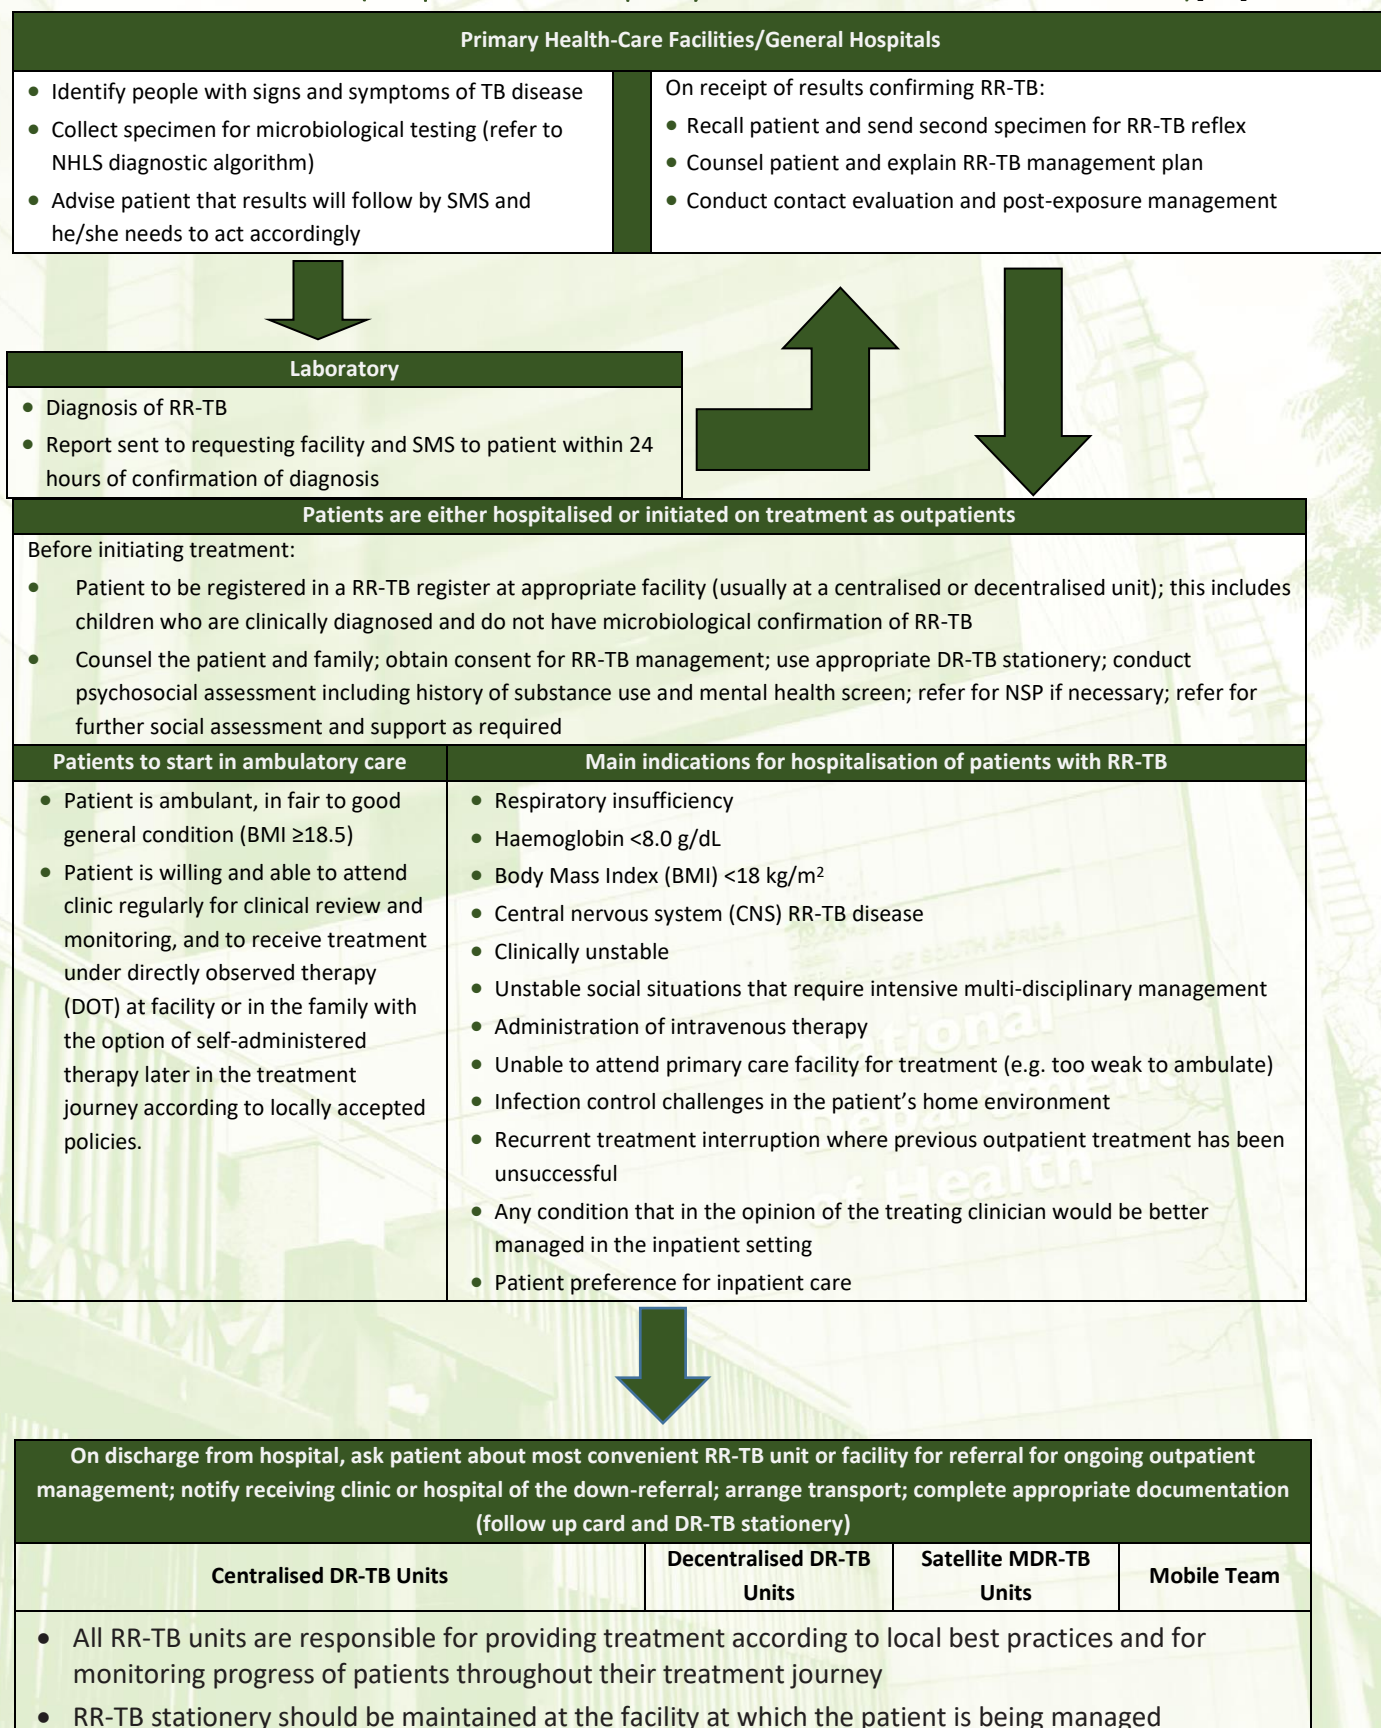 Primary Health-Care Facilities/General Hospitals
• Identify people with signs and symptoms of TB disease
• Collect specimen for microbiological testing (refer to
NHLS diagnostic algorithm)
• Advise patient that results will follow by SMS and
he/she needs to act accordingly
On receipt of results confirming RR-TB:
• Recall patient and send second specimen for RR-TB reflex
• Counsel patient and explain RR-TB management plan
• Conduct contact evaluation and post-exposure management
Laboratory
• Diagnosis of RR-TB
• Report sent to requesting facility and SMS to patient within 24
hours of confirmation of diagnosis
Patients are either hospitalised or initiated on treatment as outpatients
Before initiating treatment:
• Patient to be registered in a RR-TB register at appropriate facility (usually at a centralised or decentralised unit); this includes
children who are clinically diagnosed and do not have microbiological confirmation of RR-TB
• Counsel the patient and family; obtain consent for RR-TB management; use appropriate DR-TB stationery; conduct
psychosocial assessment including history of substance use and mental health screen; refer for NSP if necessary; refer for
further social assessment and support as required
Patients to start in ambulatory care
• Patient is ambulant, in fair to good
general condition (BMI ≥18.5)
• Patient is willing and able to attend
clinic regularly for clinical review and
monitoring, and to receive treatment
under directly observed therapy
(DOT) at facility or in the family with
the option of self-administered
therapy later in the treatment
journey according to locally accepted
policies.
Main indications for hospitalisation of patients with RR-TB
• Respiratory insufficiency
• Haemoglobin <8.0 g/dL
• Body Mass Index (BMI) <18 kg/m²
• Central nervous system (CNS) RR-TB disease
• Clinically unstable
• Unstable social situations that require intensive multi-disciplinary management
• Administration of intravenous therapy
• Unable to attend primary care facility for treatment (e.g. too weak to ambulate)
• Infection control challenges in the patient's home environment
• Recurrent treatment interruption where previous outpatient treatment has been
unsuccessful
• Any condition that in the opinion of the treating clinician would be better
managed in the inpatient setting
• Patient preference for inpatient care
REPUBLIC OF SOUTH AFRICA
National
Department
of Health
On discharge from hospital, ask patient about most convenient RR-TB unit or facility for referral for ongoing outpatient
management; notify receiving clinic or hospital of the down-referral; arrange transport; complete appropriate documentation
(follow up card and DR-TB stationery)
Centralised DR-TB Units
Decentralised DR-TB
Units
Satellite MDR-TB
Units
Mobile Team
• All RR-TB units are responsible for providing treatment according to local best practices and for
monitoring progress of patients throughout their treatment journey
• RR-TB stationery should be maintained at the facility at which the patient is being managed